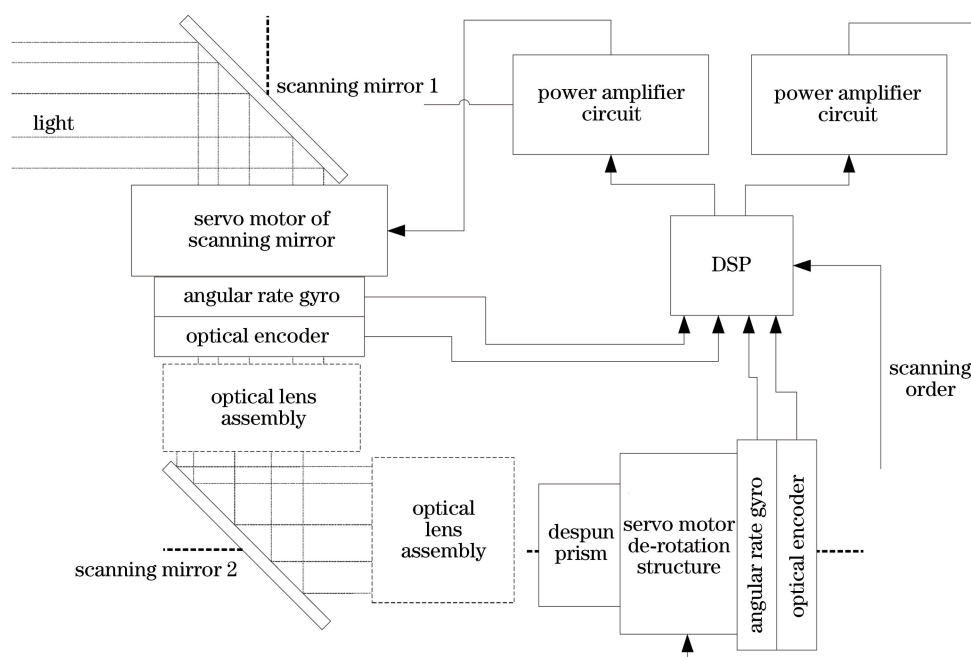 scanning mirror 1
light
power amplifier
circuit
power amplifier
circuit
servo motor of
scanning mirror
DSP
angular rate gyro
optical encoder
scanning
order
optical lens
assembly
optical
lens
assembly
despun
prism
servo motor
de-rotation
structure
angular rate gyro
optical encoder
scanning mirror 2